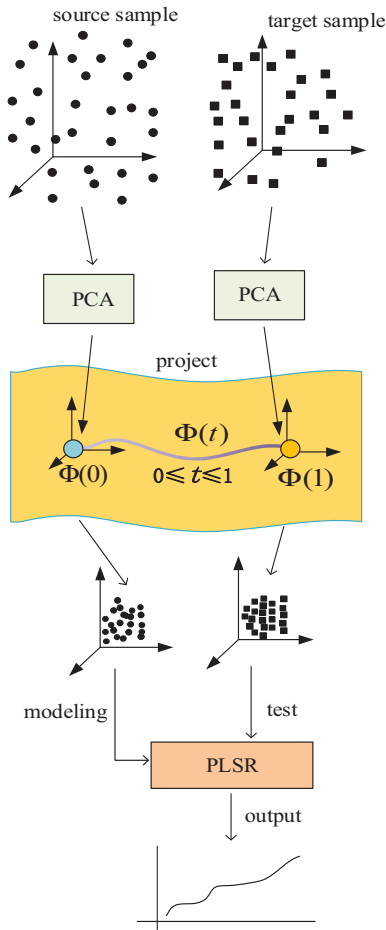 source sample
target sample
PCA
PCA
project
Φ(t)
0≤ t ≤1
Φ(0)
Φ(1)
modeling
test
PLSR
output